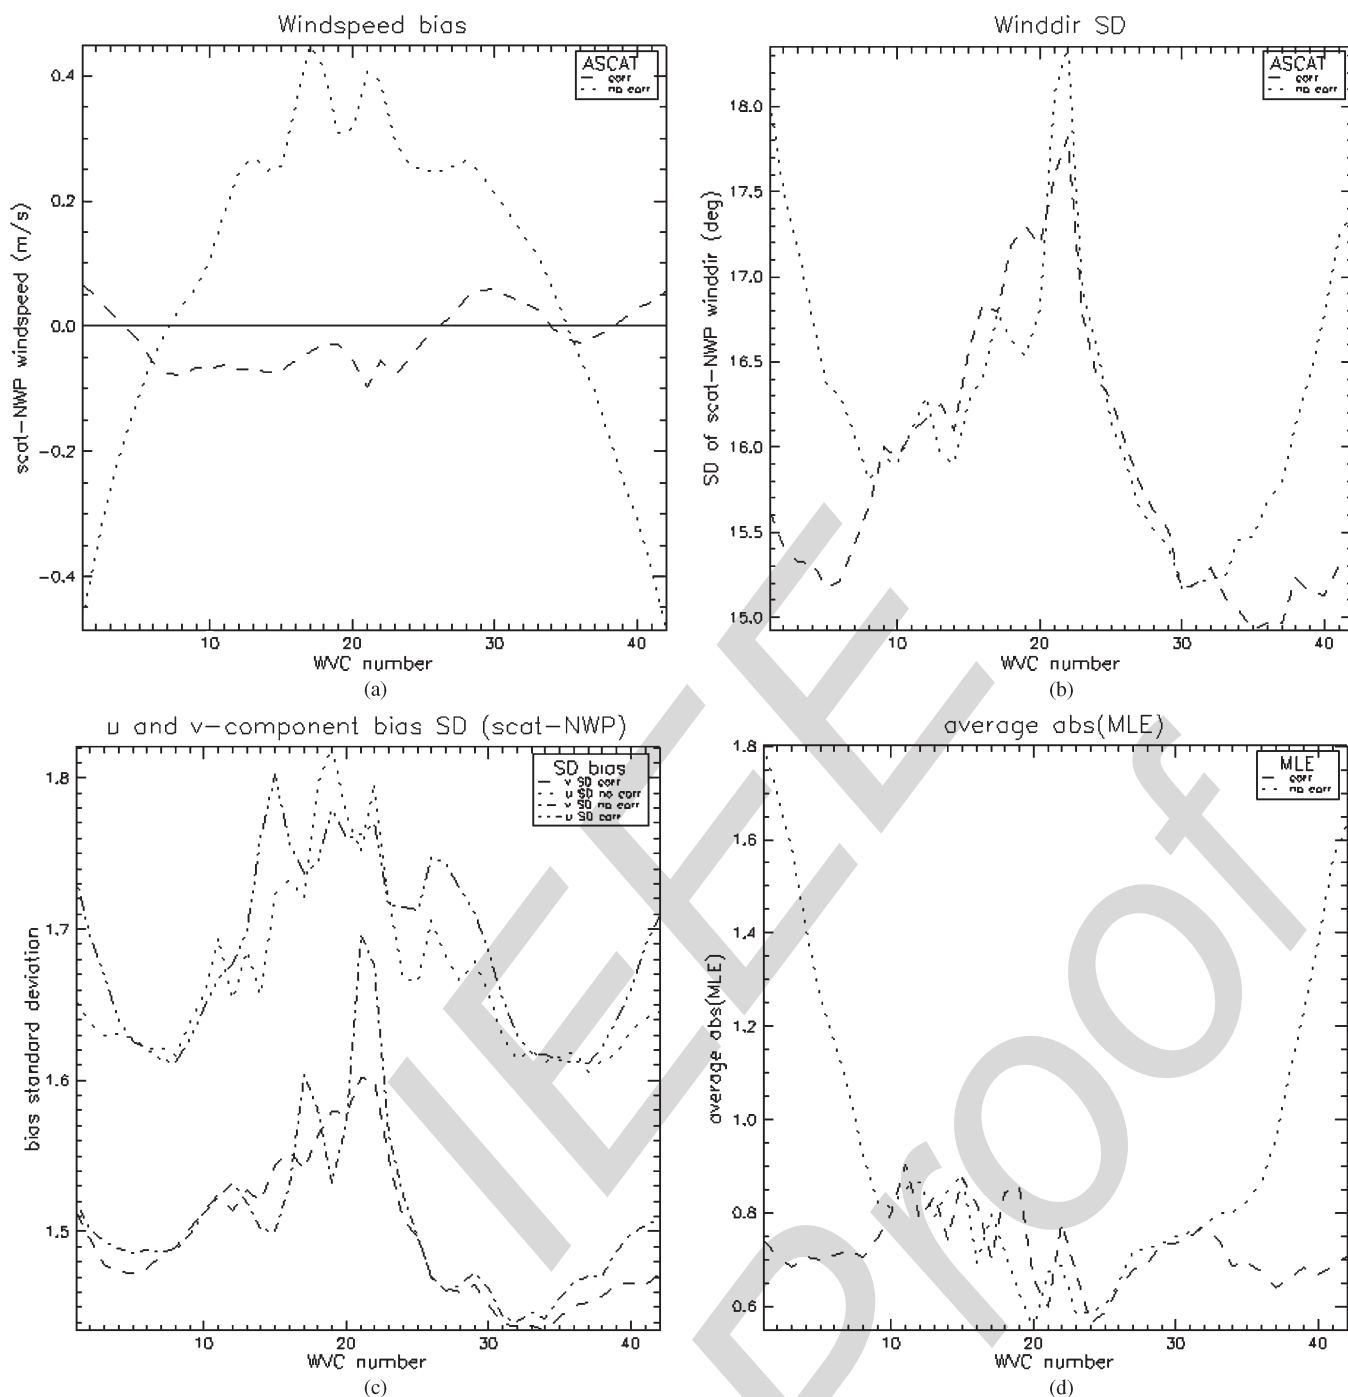 Windspeed bias
ASCAT
corr
no corr
0.4
0.2
0.0
−0.2
−0.4
scat−NWP windspeed (m/s)
10
20
30
40
WVC number
(a)
Winddir SD
ASCAT
corr
no corr
18.0
17.5
17.0
16.5
16.0
15.5
15.0
SD of scat−NWP winddir (deg)
10
20
30
40
WVC number
(b)
u and v−component bias SD (scat−NWP)
SD bias
v SD corr
u SD no corr
v SD no corr
u SD corr
1.8
1.7
1.6
1.5
bias standard deviation
10
20
30
40
WVC number
(c)
average abs(MLE)
MLE
corr
no corr
1.8
1.6
1.4
1.2
1.0
0.8
0.6
average abs(MLE)
10
20
30
40
WVC number
(d)
IEEE
Proof